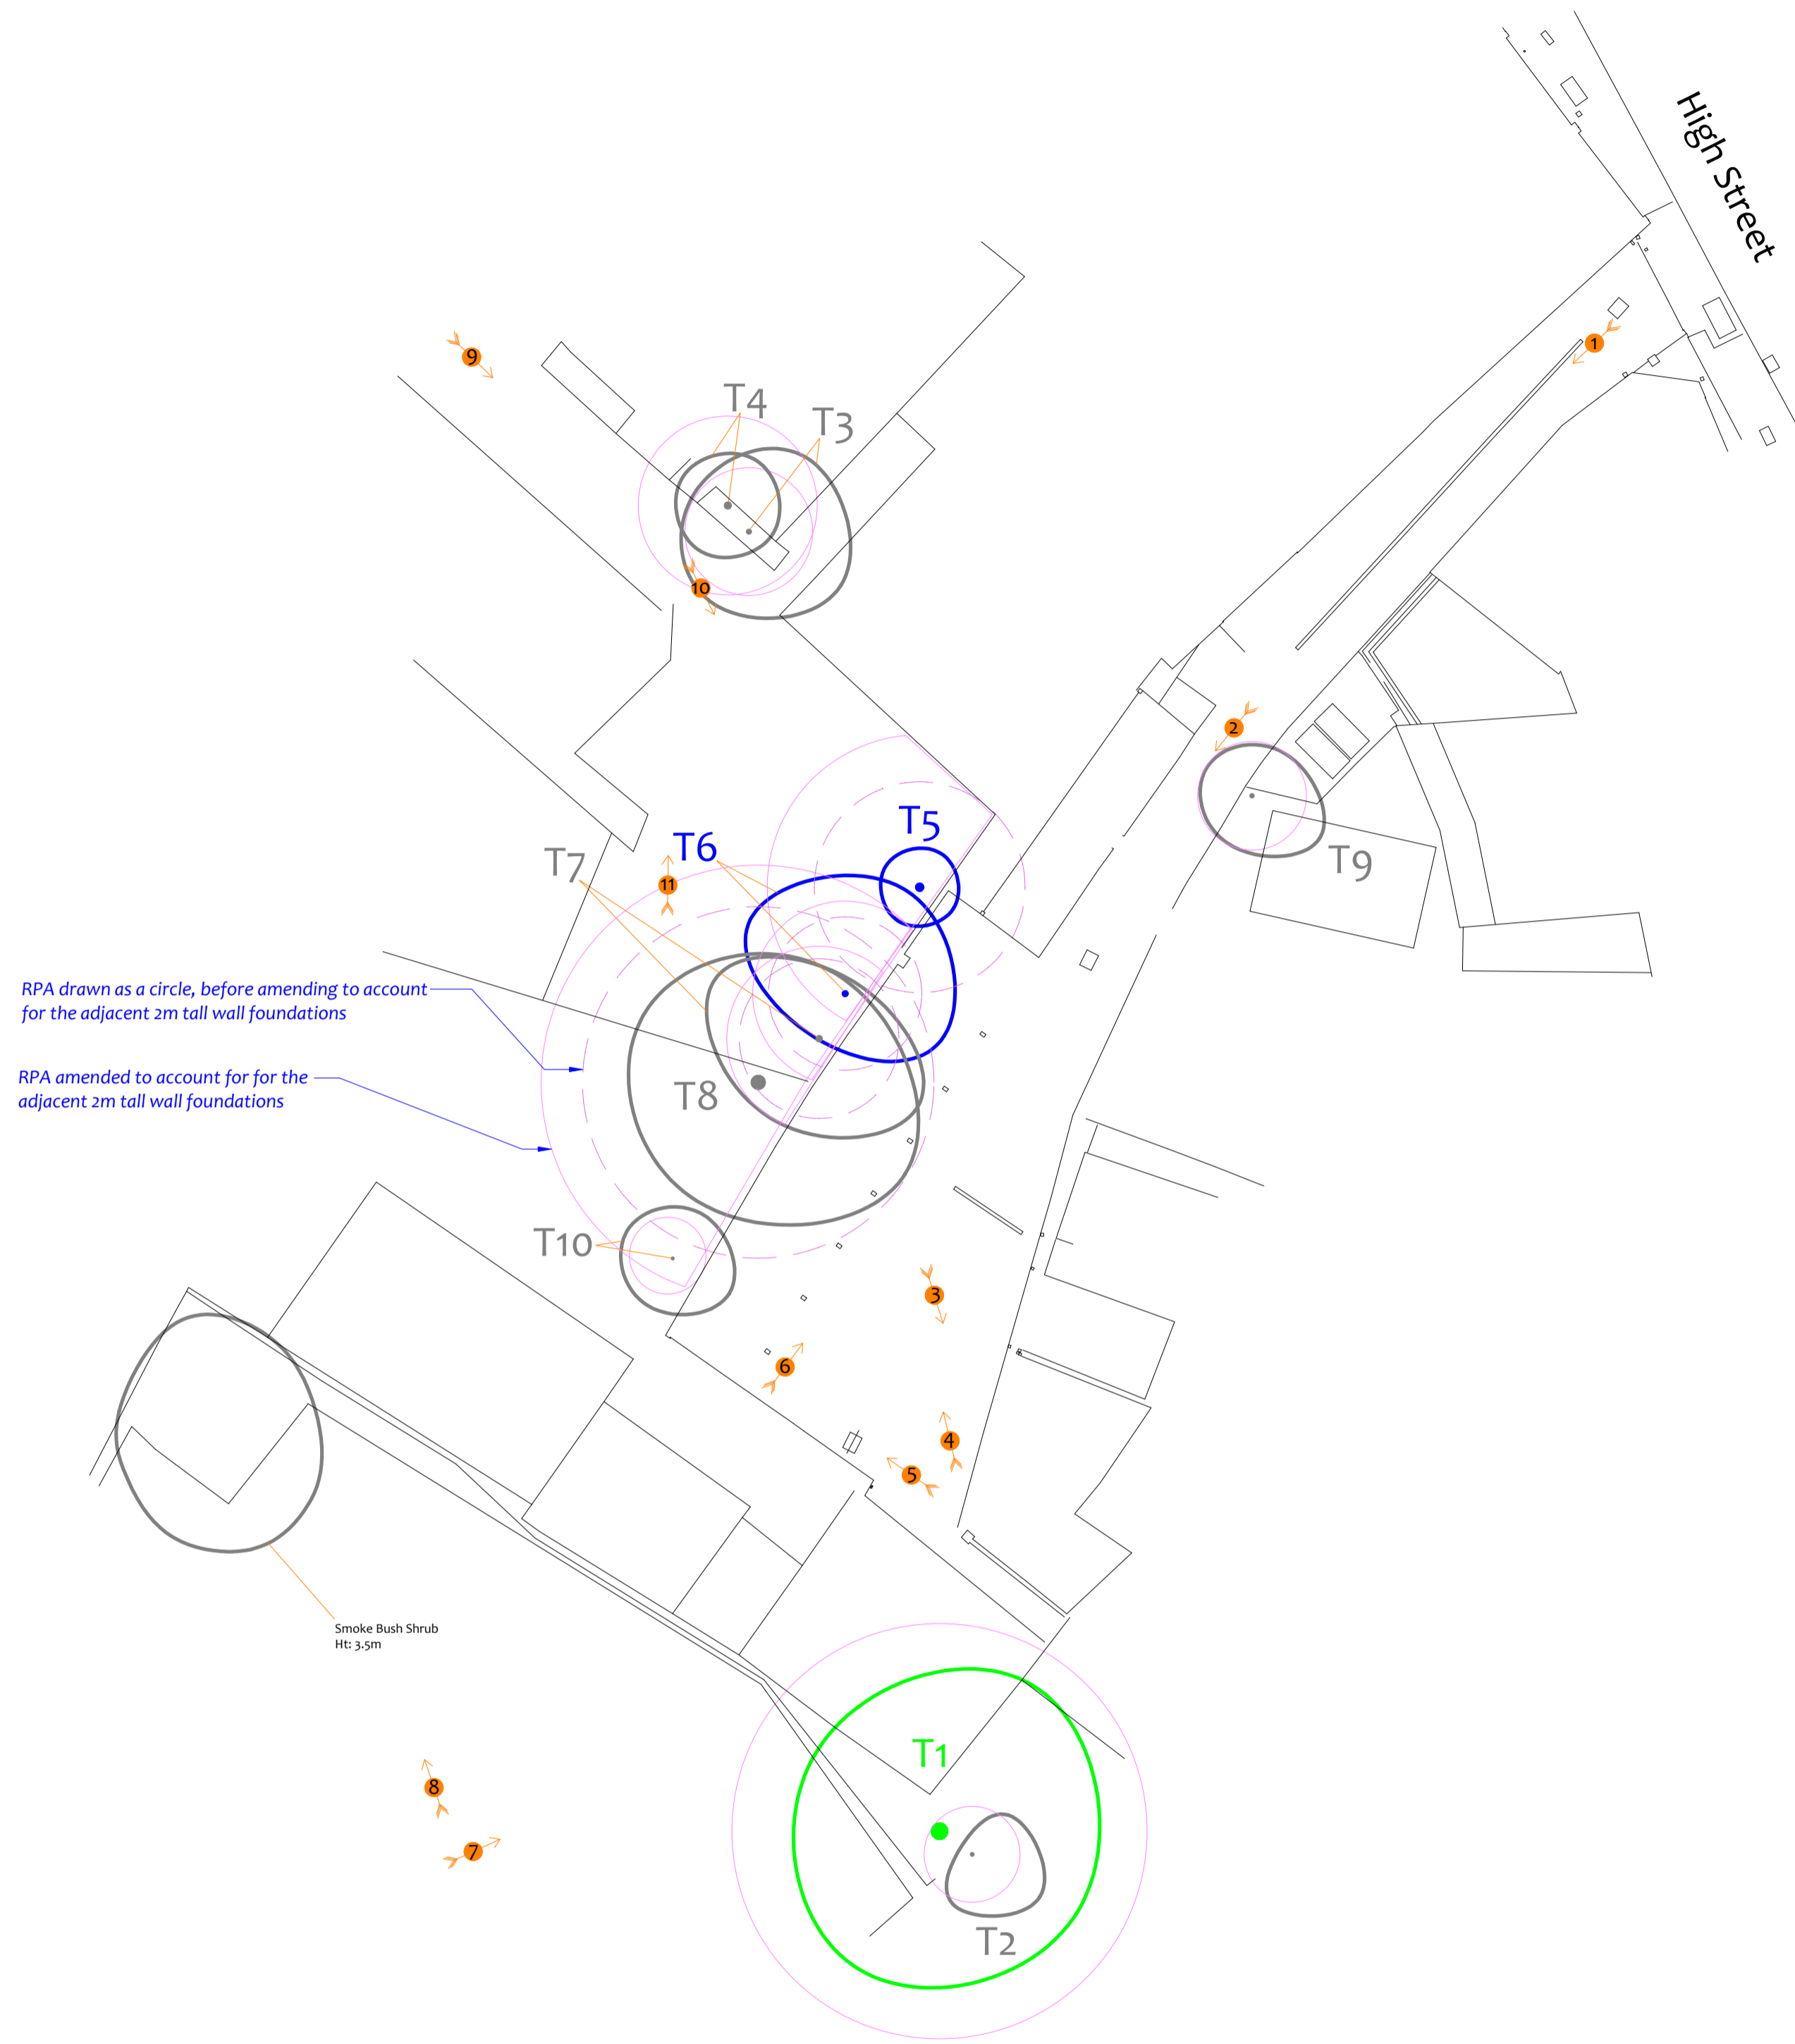 High Street
1
9
T4
T3
10
2
T5
T6
T7
11
T9
RPA drawn as a circle, before amending to account
for the adjacent 2m tall wall foundations
RPA amended to account for for the
adjacent 2m tall wall foundations
T8
T10
3
6
4
5
Smoke Bush Shrub
Ht: 3.5m
T1
8
7
T2